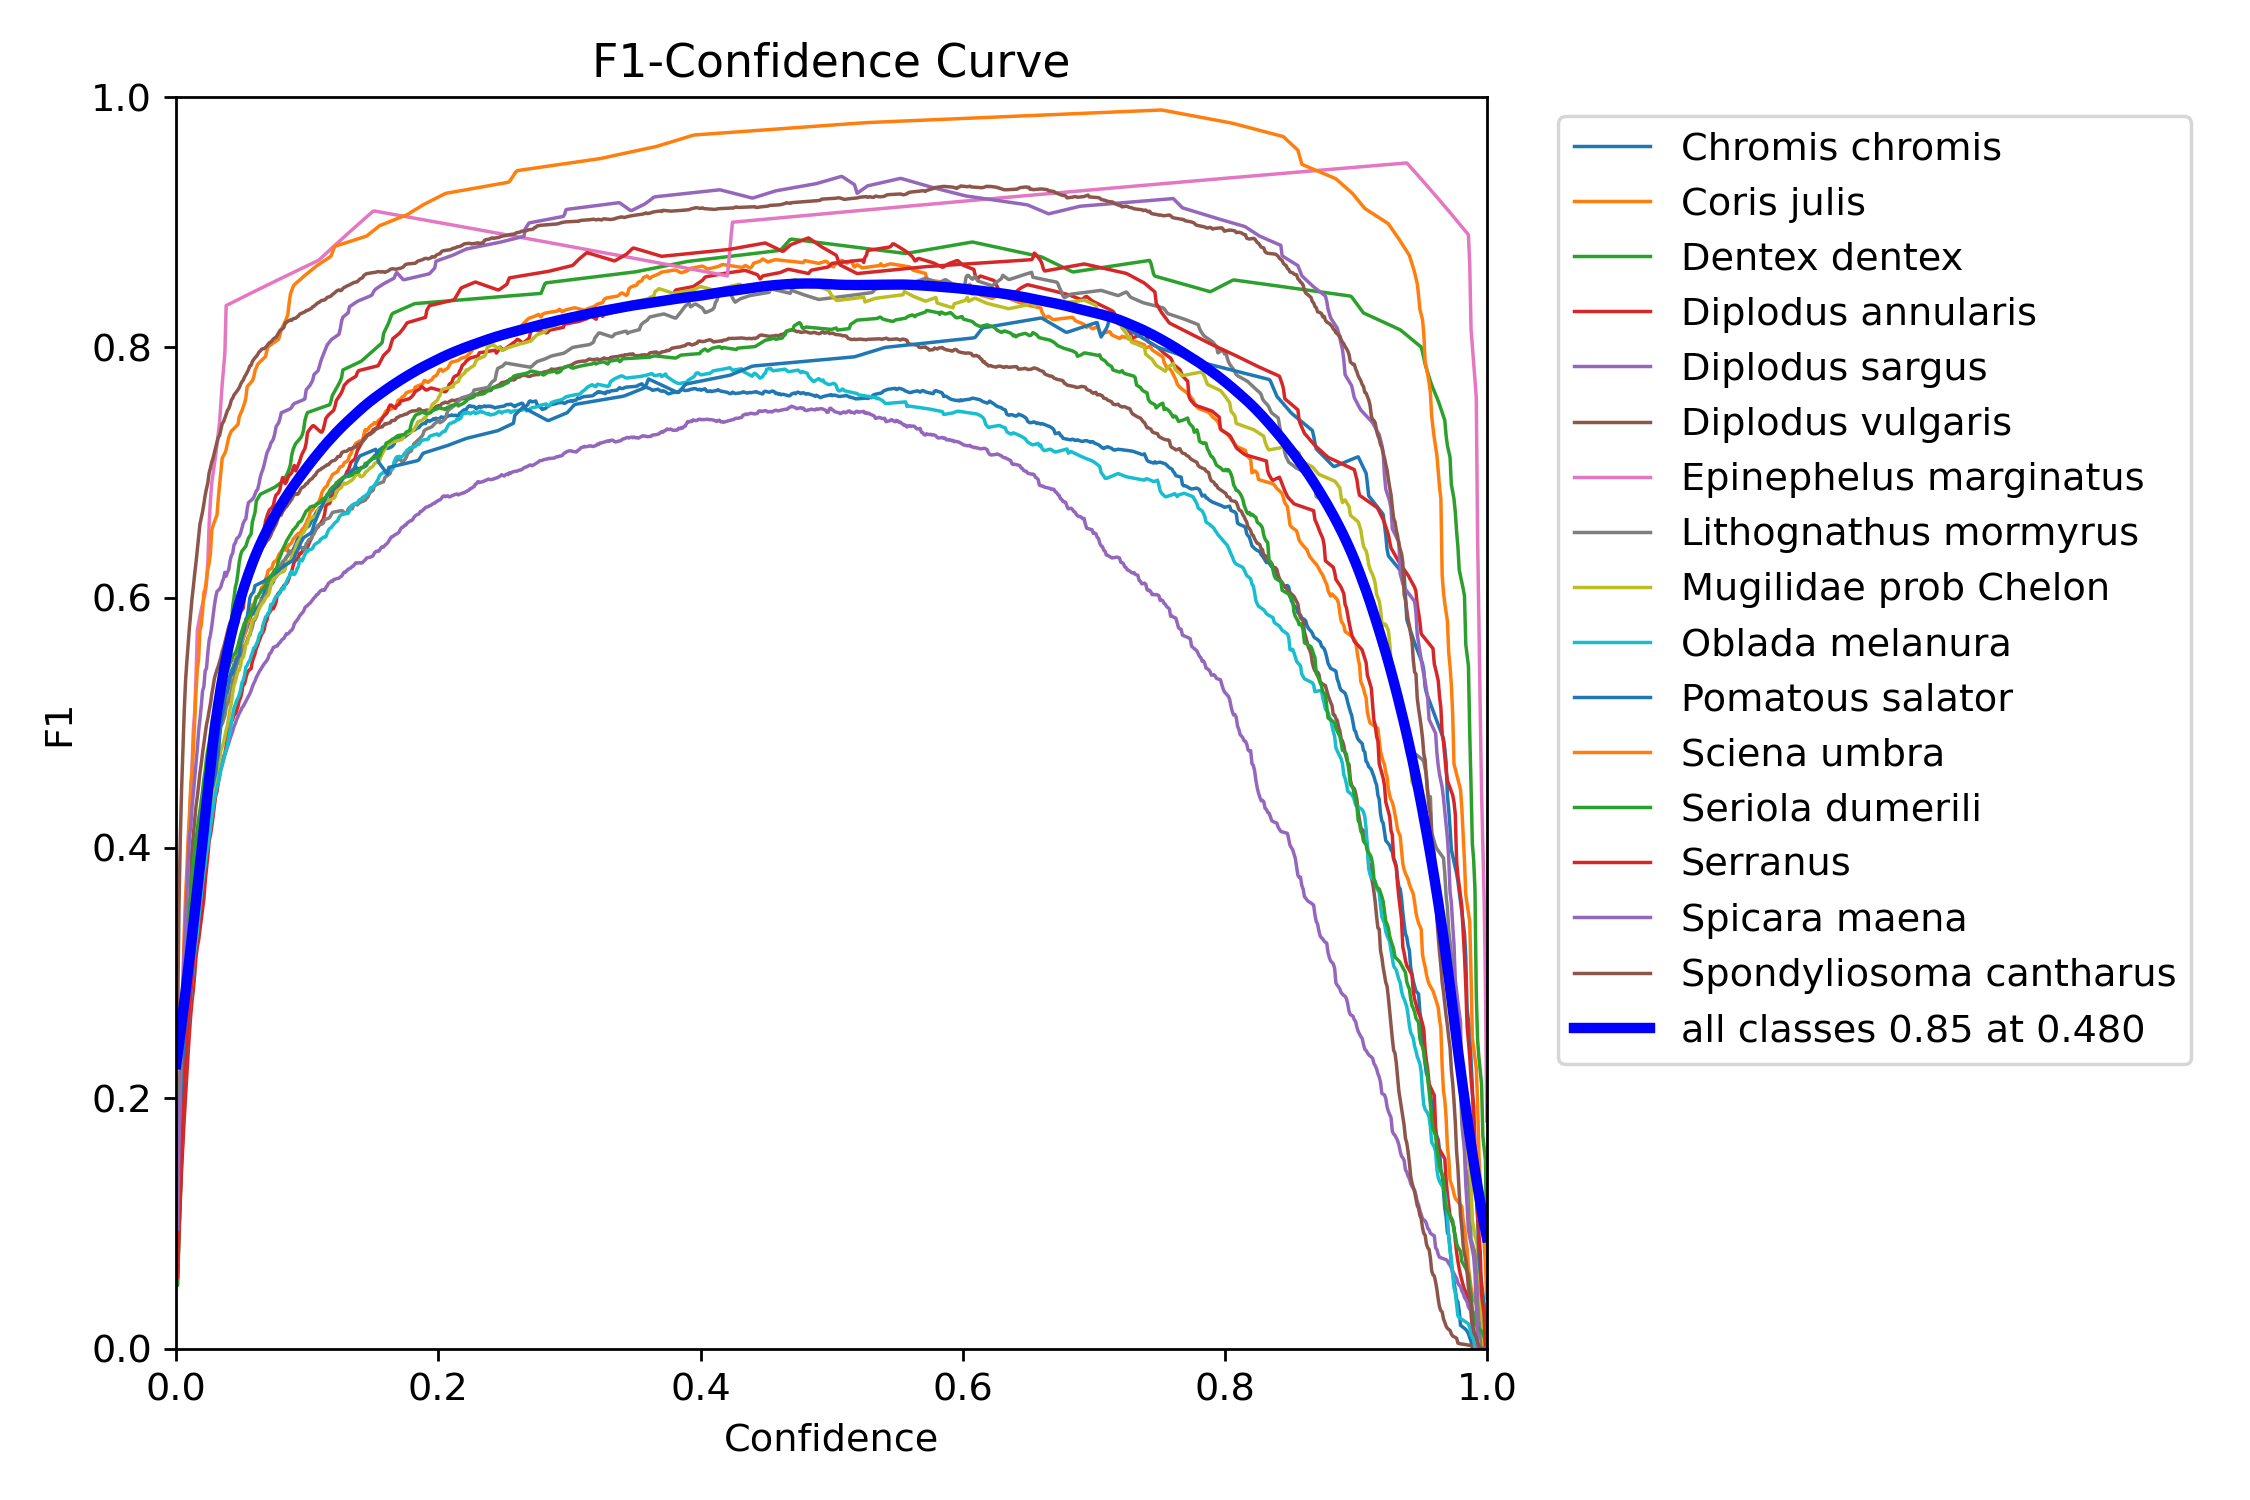 F1-Confidence Curve
1.0
0.8
0.6
0.4
0.2
0.0
F1
0.0 0.2 0.4 0.6 0.8 1.0
Confidence
Chromis chromis
Coris julis
Dentex dentex
Diplodus annularis
Diplodus sargus
Diplodus vulgaris
Epinephelus marginatus
Lithognathus mormyrus
Mugilidae prob Chelon
Oblada melanura
Pomatous salator
Sciena umbra
Seriola dumerili
Serranus
Spicara maena
Spondyliosoma cantharus
all classes 0.85 at 0.480